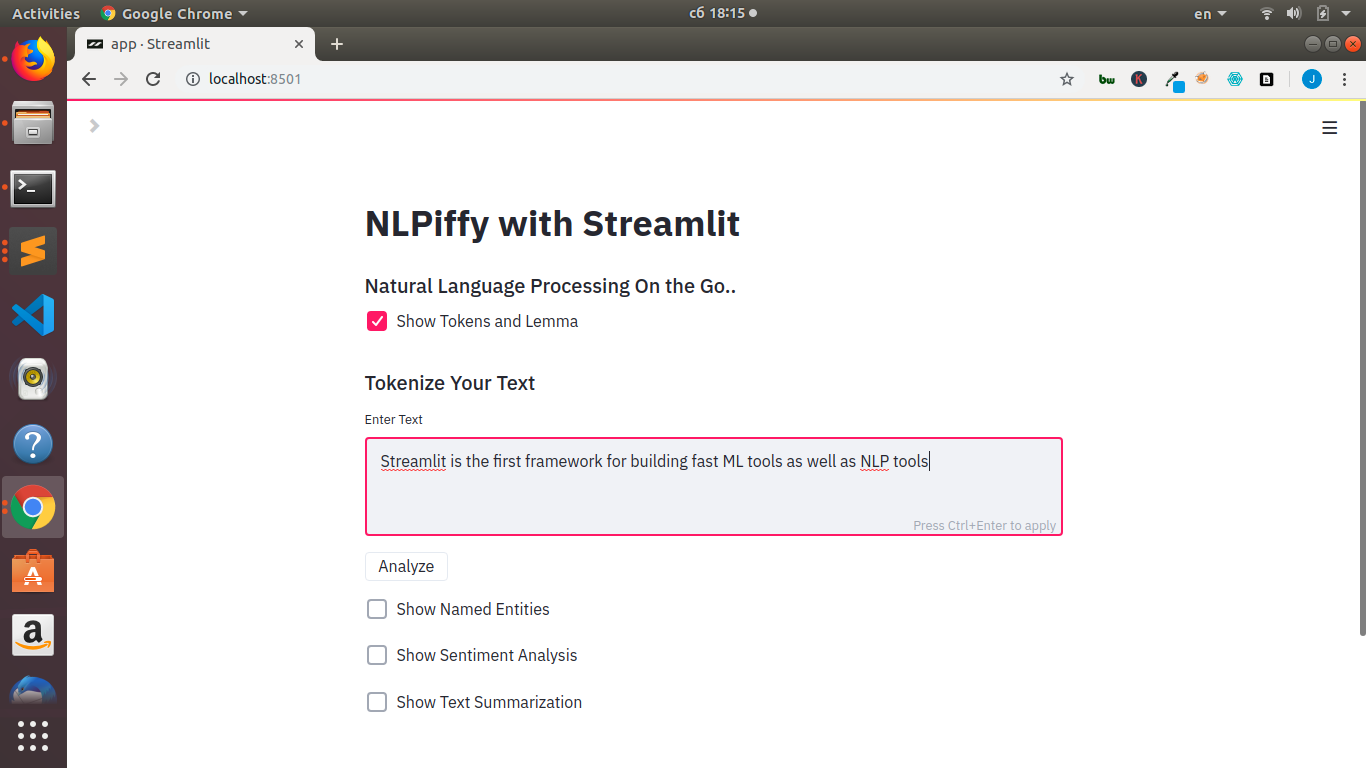 Activities Google Chrome сб 18:15 en
app · Streamlit
localhost:8501 bw K J
NLPiffy with Streamlit
Natural Language Processing On the Go..
Show Tokens and Lemma
Tokenize Your Text
Enter Text
Streamlit is the first framework for building fast ML tools as well as NLP tools
Press Ctrl+Enter to apply
Analyze
Show Named Entities
Show Sentiment Analysis
Show Text Summarization